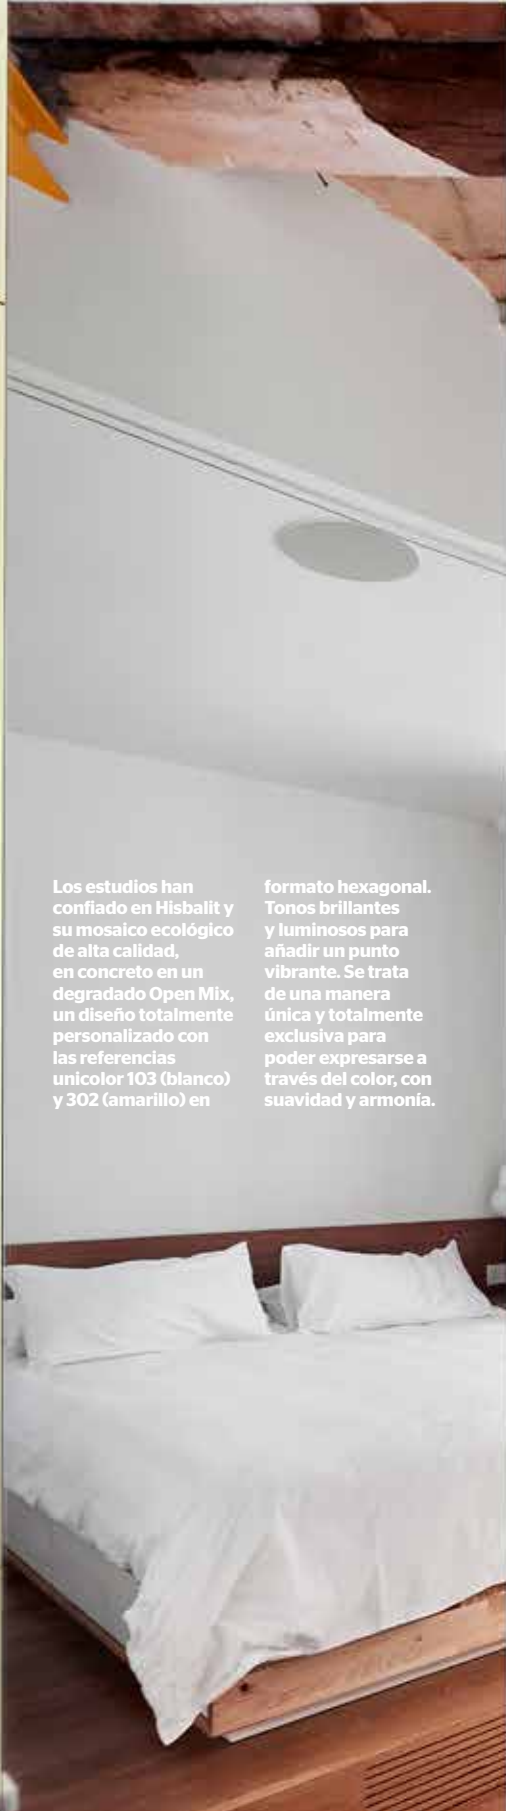 Los estudios han
confiado en Hisbalit y
su mosaico ecológico
de alta calidad,
en concreto en un
degradado Open Mix,
un diseño totalmente
personalizado con
las referencias
unicolor 103 (blanco)
y 302 (amarillo) en
formato hexagonal.
Tonos brillantes
y luminosos para
añadir un punto
vibrante. Se trata
de una manera
única y totalmente
exclusiva para
poder expresarse a
través del color, con
suavidad y armonía.